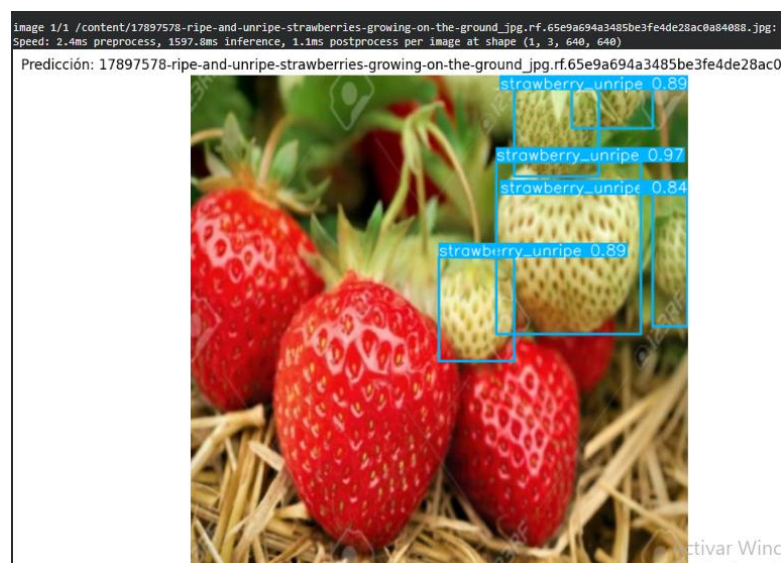 image 1/1 /content/17897578-ripe-and-unripe-strawberries-growing-on-the-ground_jpg.rf.65e9a694a3485be3fe4de28ac0a84088.jpg:
Speed: 2.4ms preprocess, 1597.8ms inference, 1.1ms postprocess per image at shape (1, 3, 640, 640)
Predicción: 17897578-ripe-and-unripe-strawberries-growing-on-the-ground_jpg.rf.65e9a694a3485be3fe4de28ac0
strawberry_unripe 0.89
strawberry_unripe 0.97
strawberry_unripe 0.84
strawberry_unripe 0.89
ctivar Winc